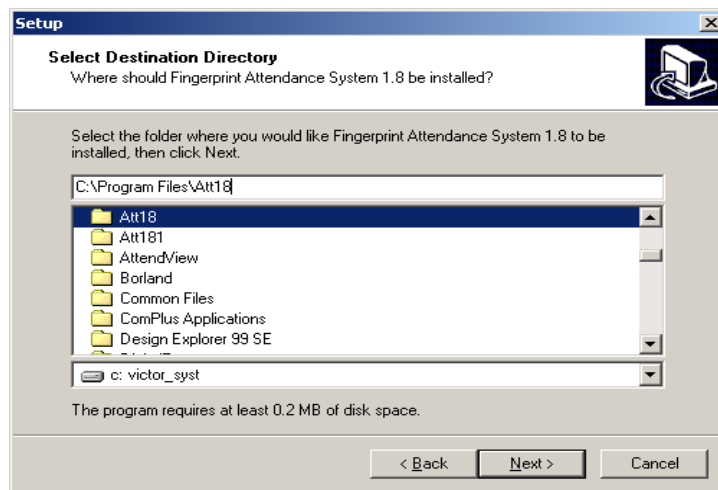 Setup
Select Destination Directory
Where should Fingerprint Attendance System 1.8 be installed?
Select the folder where you would like Fingerprint Attendance System 1.8 to be
installed, then click Next.
C:\Program Files\Att18
Att18
Att181
AttendView
Borland
Common Files
ComPlus Applications
Design Explorer 99 SE
c: victor_syst
The program requires at least 0.2 MB of disk space.
< Back
Next >
Cancel